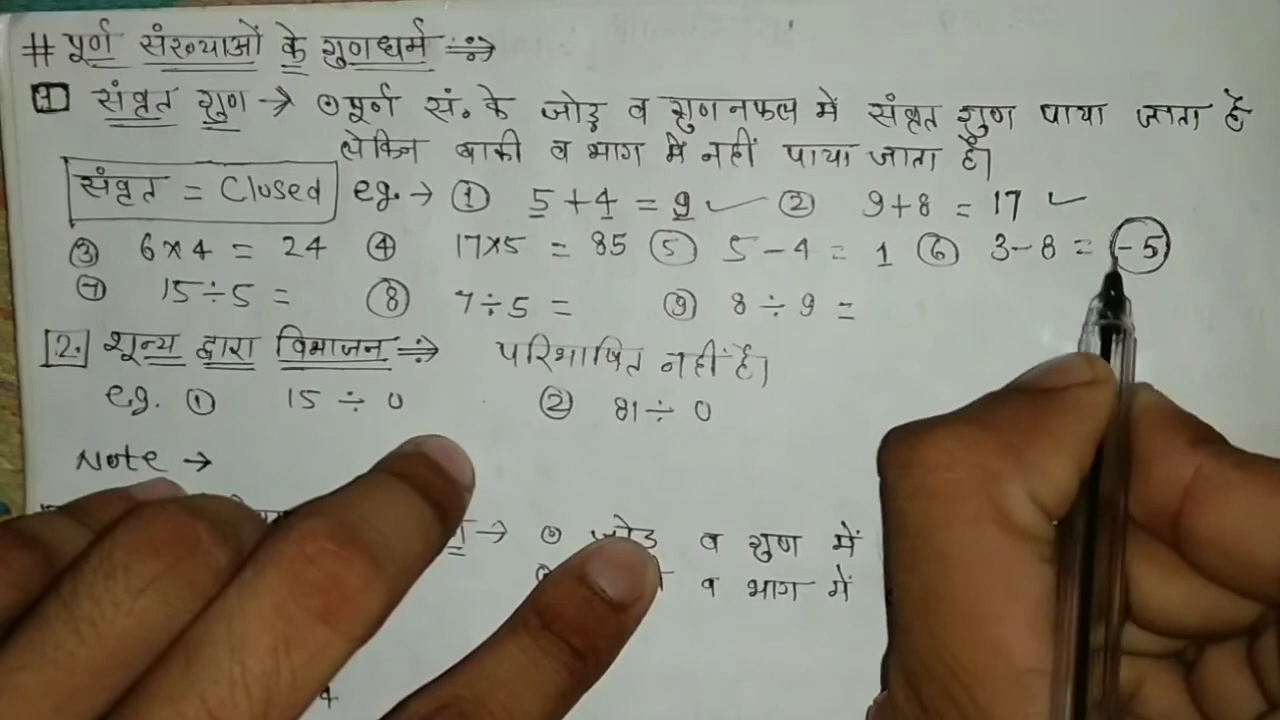 # पूर्ण संख्याओं के गुणधर्म ÷→
1 संवृत गुण → ⊙ पूर्ण सं. के जोड़ व गुणनफल में संवृत गुण पाया जाता है
लेकिन बाकी व भाग में नहीं पाया जाता है।
संवृत = Closed eg. → ① 5 + 4 = 9 ✓ ② 9 + 8 = 17 ✓
③ 6 × 4 = 24 ④ 17 × 5 = 85 ⑤ 5 - 4 = 1 ⑥ 3 - 8 = -5
⑦ 15 ÷ 5 = ⑧ 7 ÷ 5 = ⑨ 8 ÷ 9 =
2. शून्य द्वारा विभाजन ÷→ परिभाषित नहीं है।
e.g. ① 15 ÷ 0 ② 81 ÷ 0
Note →
→ ⊙ जोड़ व गुण में
व भाग में